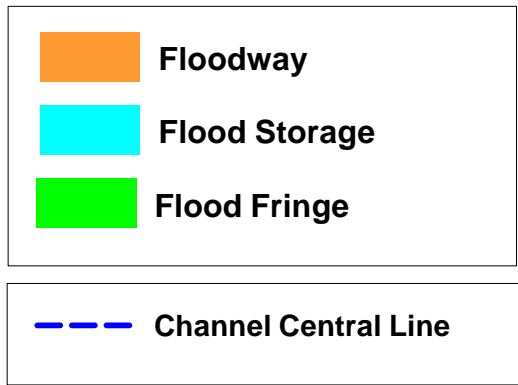 Floodway
Flood Storage
Flood Fringe
Channel Central Line